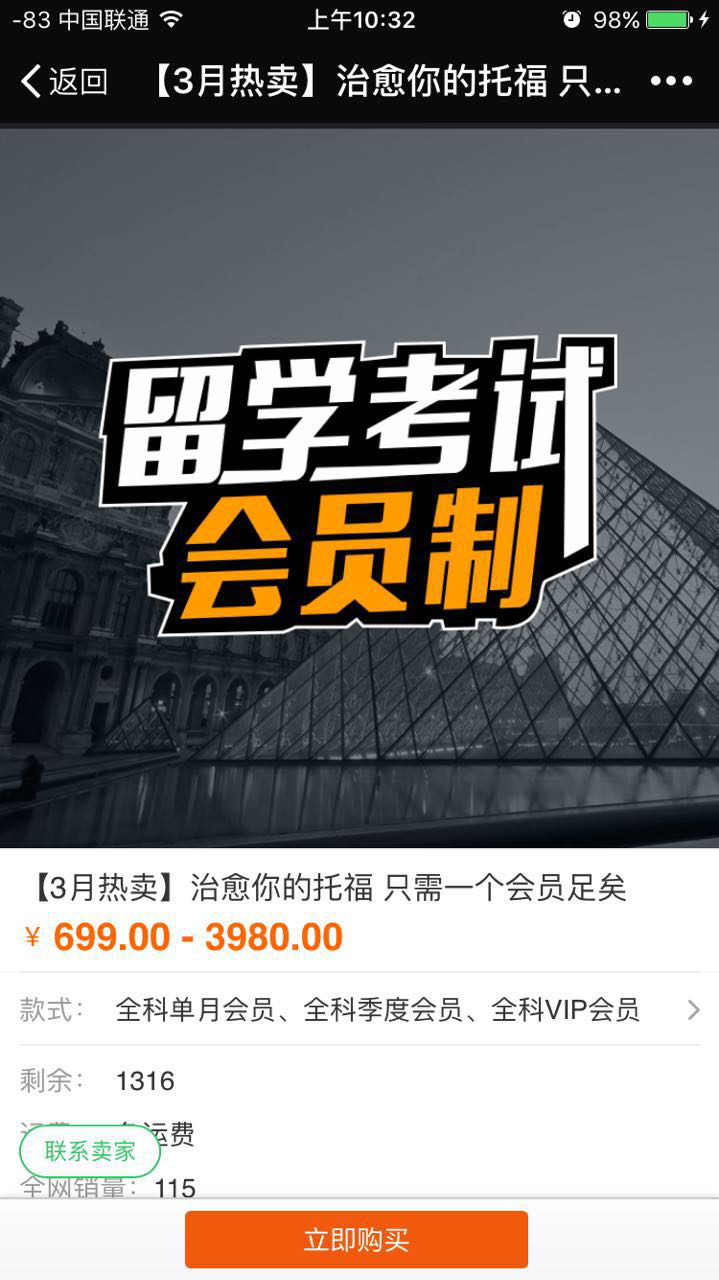 -83 中国联通 上午10:32 98%
返回 【3月热卖】治愈你的托福 只...
留学考试
会员制
【3月热卖】治愈你的托福 只需一个会员足矣
¥ 699.00 - 3980.00
款式： 全科单月会员、全科季度会员、全科VIP会员
剩余： 1316
运费
联系卖家
全网销量： 115
立即购买